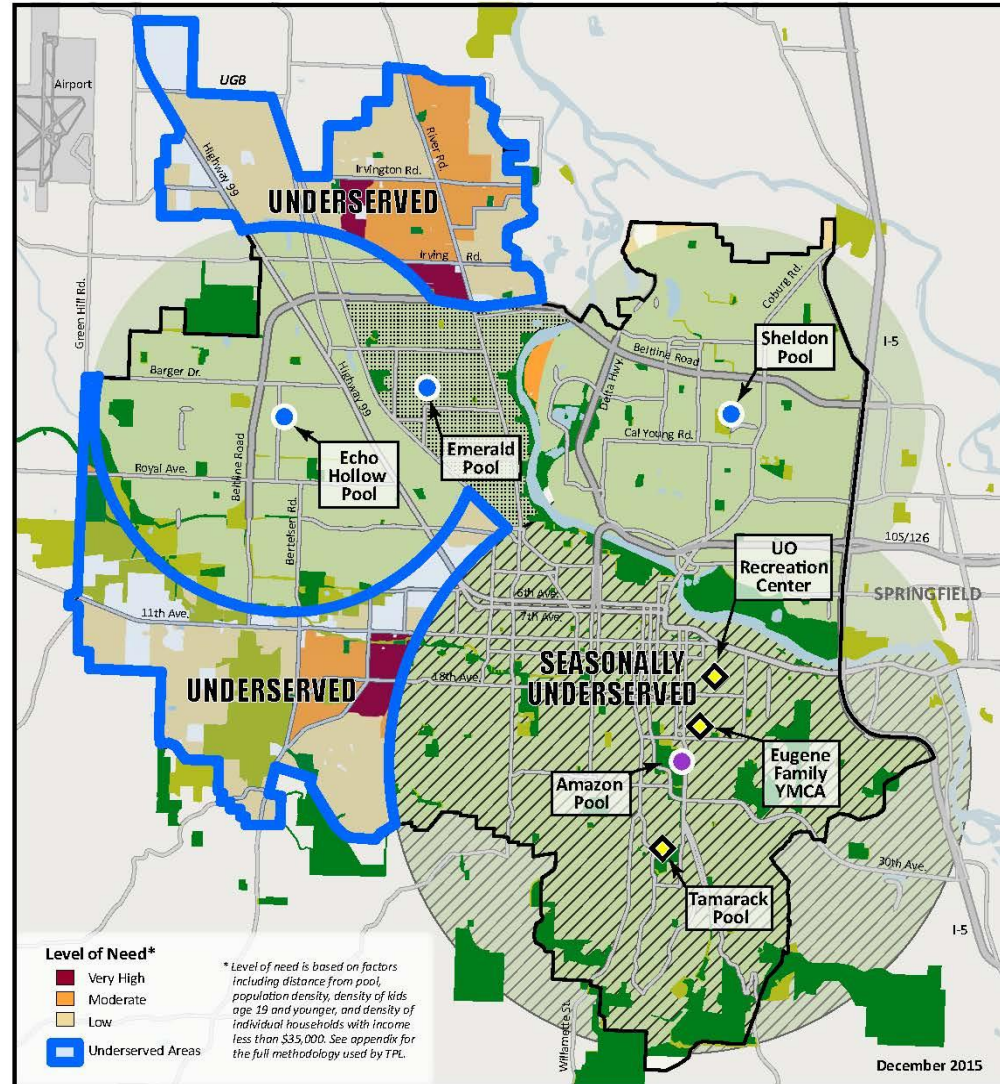 Airport
UGB
Highway 99
River Rd.
Irvington Rd.
UNDERSERVED
Irving Rd.
Green Hill Rd.
Coburg Rd.
I-5
Sheldon
Pool
Beltline Road
Delta Hwy.
Barger Dr.
Highway 99
Cal Young Rd.
Echo
Hollow
Pool
Emerald
Pool
Royal Ave.
Beltline Road
Bertelsen Rd.
UO
Recreation
Center
105/126
SPRINGFIELD
11th Ave.
6th Ave.
7th Ave.
SEASONALLY
UNDERSERVED
18th Ave.
UNDERSERVED
Eugene
Family
YMCA
Amazon
Pool
30th Ave.
Tamarack
Pool
I-5
Willamette St.
Level of Need*
Very High
Moderate
Low
Underserved Areas
* Level of need is based on factors
including distance from pool,
population density, density of kids
age 19 and younger, and density of
individual households with income
less than $35,000. See appendix for
the full methodology used by TPL.
December 2015